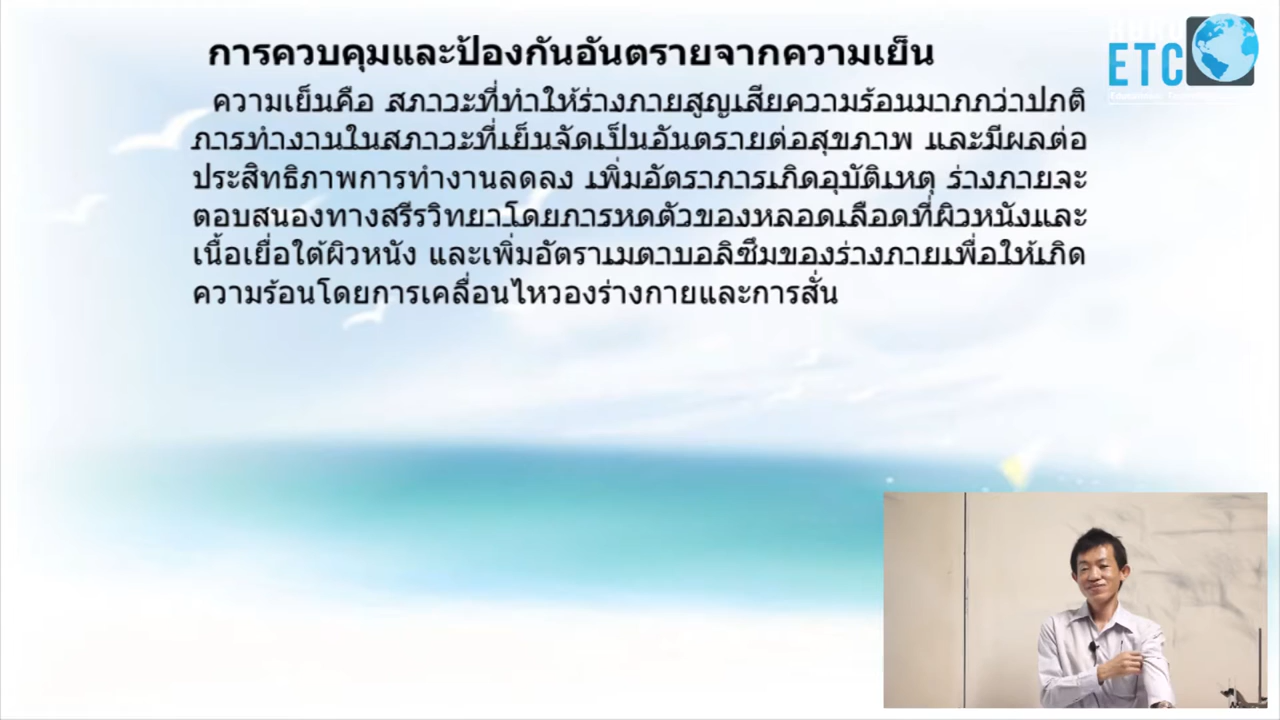 การควบคุมและป้องกันอันตรายจากความเย็น
ความเย็นคือ สภาวะที่ทำให้ร่างกายสูญเสียความร้อนมากกว่าปกติ
การทำงานในสภาวะที่เย็นจัดเป็นอันตรายต่อสุขภาพ และมีผลต่อ
ประสิทธิภาพการทำงานลดลง เพิ่มอัตราการเกิดอุบัติเหตุ ร่างกายจะ
ตอบสนองทางสรีรวิทยาโดยการหดตัวของหลอดเลือดที่ผิวหนังและ
เนื้อเยื่อใต้ผิวหนัง และเพิ่มอัตราเมตาบอลิซึมของร่างกายเพื่อให้เกิด
ความร้อนโดยการเคลื่อนไหวองร่างกายและการสั่น
ETC